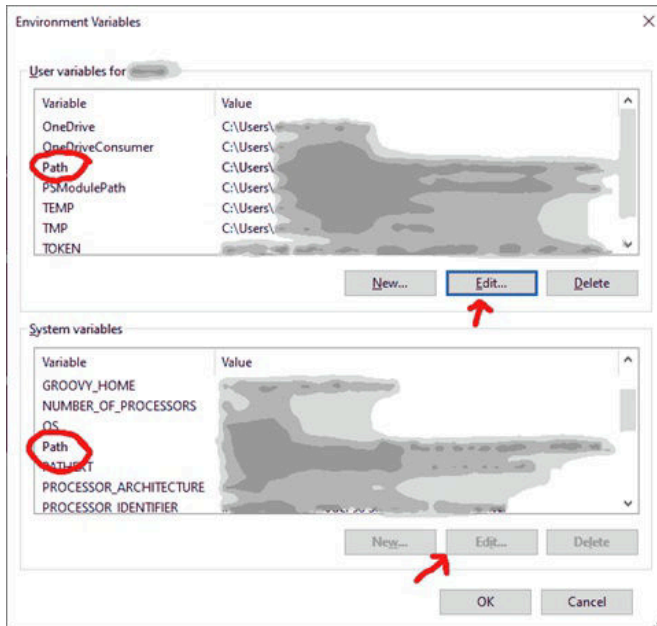 Environment Variables
User variables for
Variable Value
OneDrive C:\Users\
OneDriveConsumer C:\Users\
Path C:\Users\
PSModulePath C:\Users\
TEMP C:\Users\
TMP C:\Users\
TOKEN
New... Edit... Delete
System variables
Variable Value
GROOVY_HOME
NUMBER_OF_PROCESSORS
OS
Path
PATHEXT
PROCESSOR_ARCHITECTURE
PROCESSOR_IDENTIFIER
New... Edit... Delete
OK Cancel